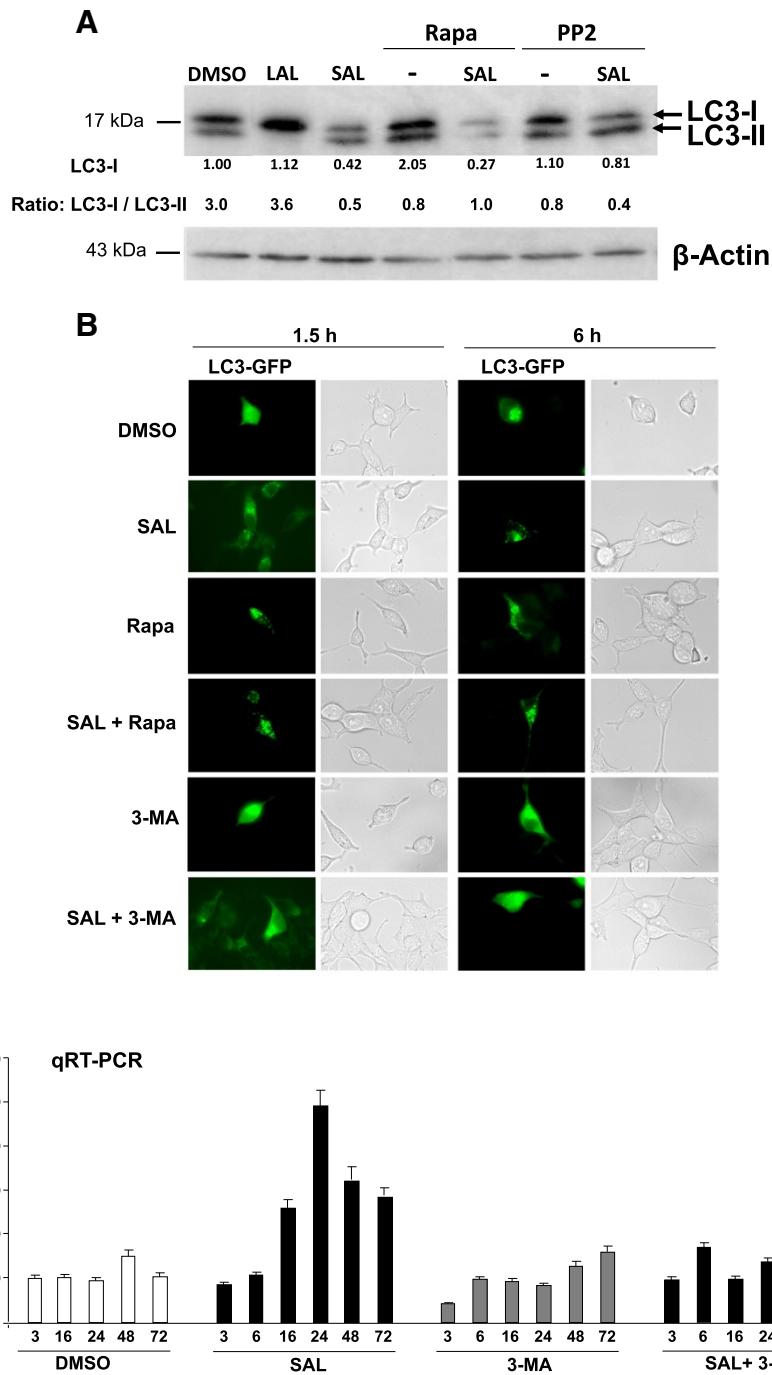 A
Rapa PP2
DMSO LAL SAL - SAL - SAL
17 kDa
LC3-I
LC3-II
LC3-I 1.00 1.12 0.42 2.05 0.27 1.10 0.81
Ratio: LC3-I / LC3-II 3.0 3.6 0.5 0.8 1.0 0.8 0.4
43 kDa β-Actin
B
1.5 h 6 h
LC3-GFP LC3-GFP
DMSO
SAL
Rapa
SAL + Rapa
3-MA
SAL + 3-MA
qRT-PCR
3 16 24 48 72 3 6 16 24 48 72 3 6 16 24 48 72 3 6 16 24
DMSO SAL 3-MA SAL+ 3-